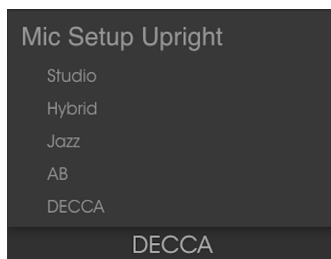 Mic Setup Upright
Studio
Hybrid
Jazz
AB
DECCA
DECCA